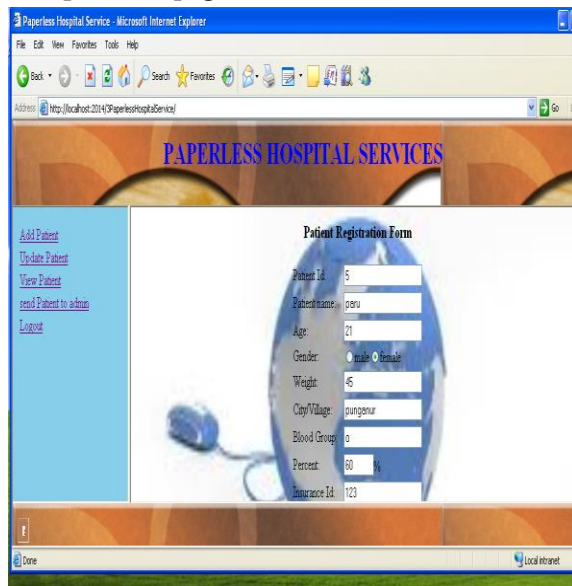 Paperless Hospital Service - Microsoft Internet Explorer
File Edit View Favorites Tools Help
Back Search Favorites
Address http://localhost:2014/3PaperlessHospitalService/ Go
PAPERLESS HOSPITAL SERVICES
Add Patient
Update Patient
View Patient
send Patient to admin
Logout
Patient Registration Form
Patient Id: 5
Patient name: paru
Age: 21
Gender: male female
Weight: 45
City/Village: punganur
Blood Group: o
Percent: 60 %
Insurance Id: 123
Done Local intranet